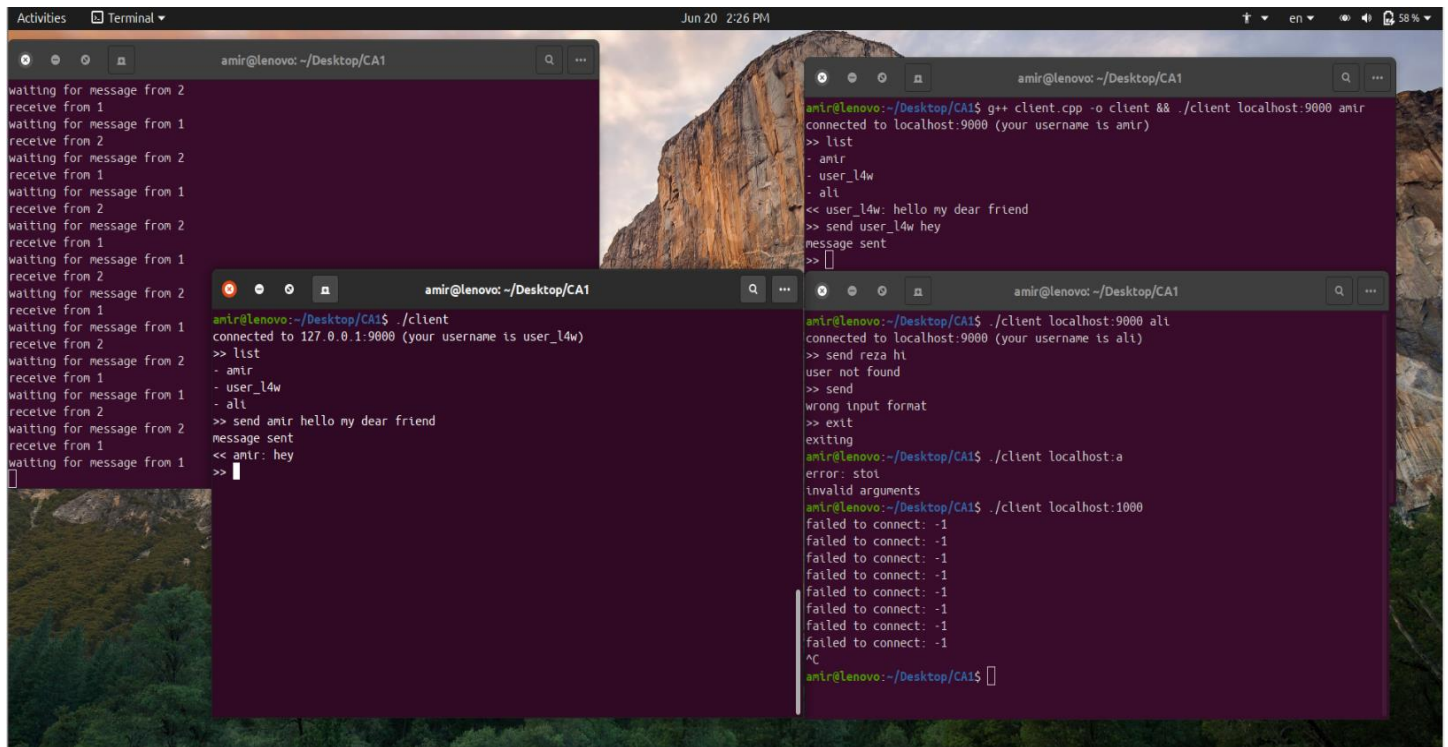 Activities
Terminal
Jun 20 2:26 PM
en
58 %
amir@lenovo: ~/Desktop/CA1
waiting for message from 2
receive from 1
waiting for message from 1
receive from 2
waiting for message from 2
receive from 1
waiting for message from 1
receive from 2
waiting for message from 2
receive from 1
waiting for message from 1
receive from 2
waiting for message from 2
receive from 1
waiting for message from 1
receive from 2
waiting for message from 2
receive from 1
waiting for message from 1
receive from 2
waiting for message from 2
receive from 1
waiting for message from 1
amir@lenovo: ~/Desktop/CA1
amir@lenovo:~/Desktop/CA1$ ./client
connected to 127.0.0.1:9000 (your username is user_l4w)
>> list
- amir
- user_l4w
- ali
>> send amir hello my dear friend
message sent
<< amir: hey
>>
amir@lenovo: ~/Desktop/CA1
amir@lenovo:~/Desktop/CA1$ g++ client.cpp -o client && ./client localhost:9000 amir
connected to localhost:9000 (your username is amir)
>> list
- amir
- user_l4w
- ali
<< user_l4w: hello my dear friend
>> send user_l4w hey
message sent
>>
amir@lenovo: ~/Desktop/CA1
amir@lenovo:~/Desktop/CA1$ ./client localhost:9000 ali
connected to localhost:9000 (your username is ali)
>> send reza hi
user not found
>> send
wrong input format
>> exit
exiting
amir@lenovo:~/Desktop/CA1$ ./client localhost:a
error: stoi
invalid arguments
amir@lenovo:~/Desktop/CA1$ ./client localhost:1000
failed to connect: -1
failed to connect: -1
failed to connect: -1
failed to connect: -1
failed to connect: -1
failed to connect: -1
failed to connect: -1
failed to connect: -1
^C
amir@lenovo:~/Desktop/CA1$